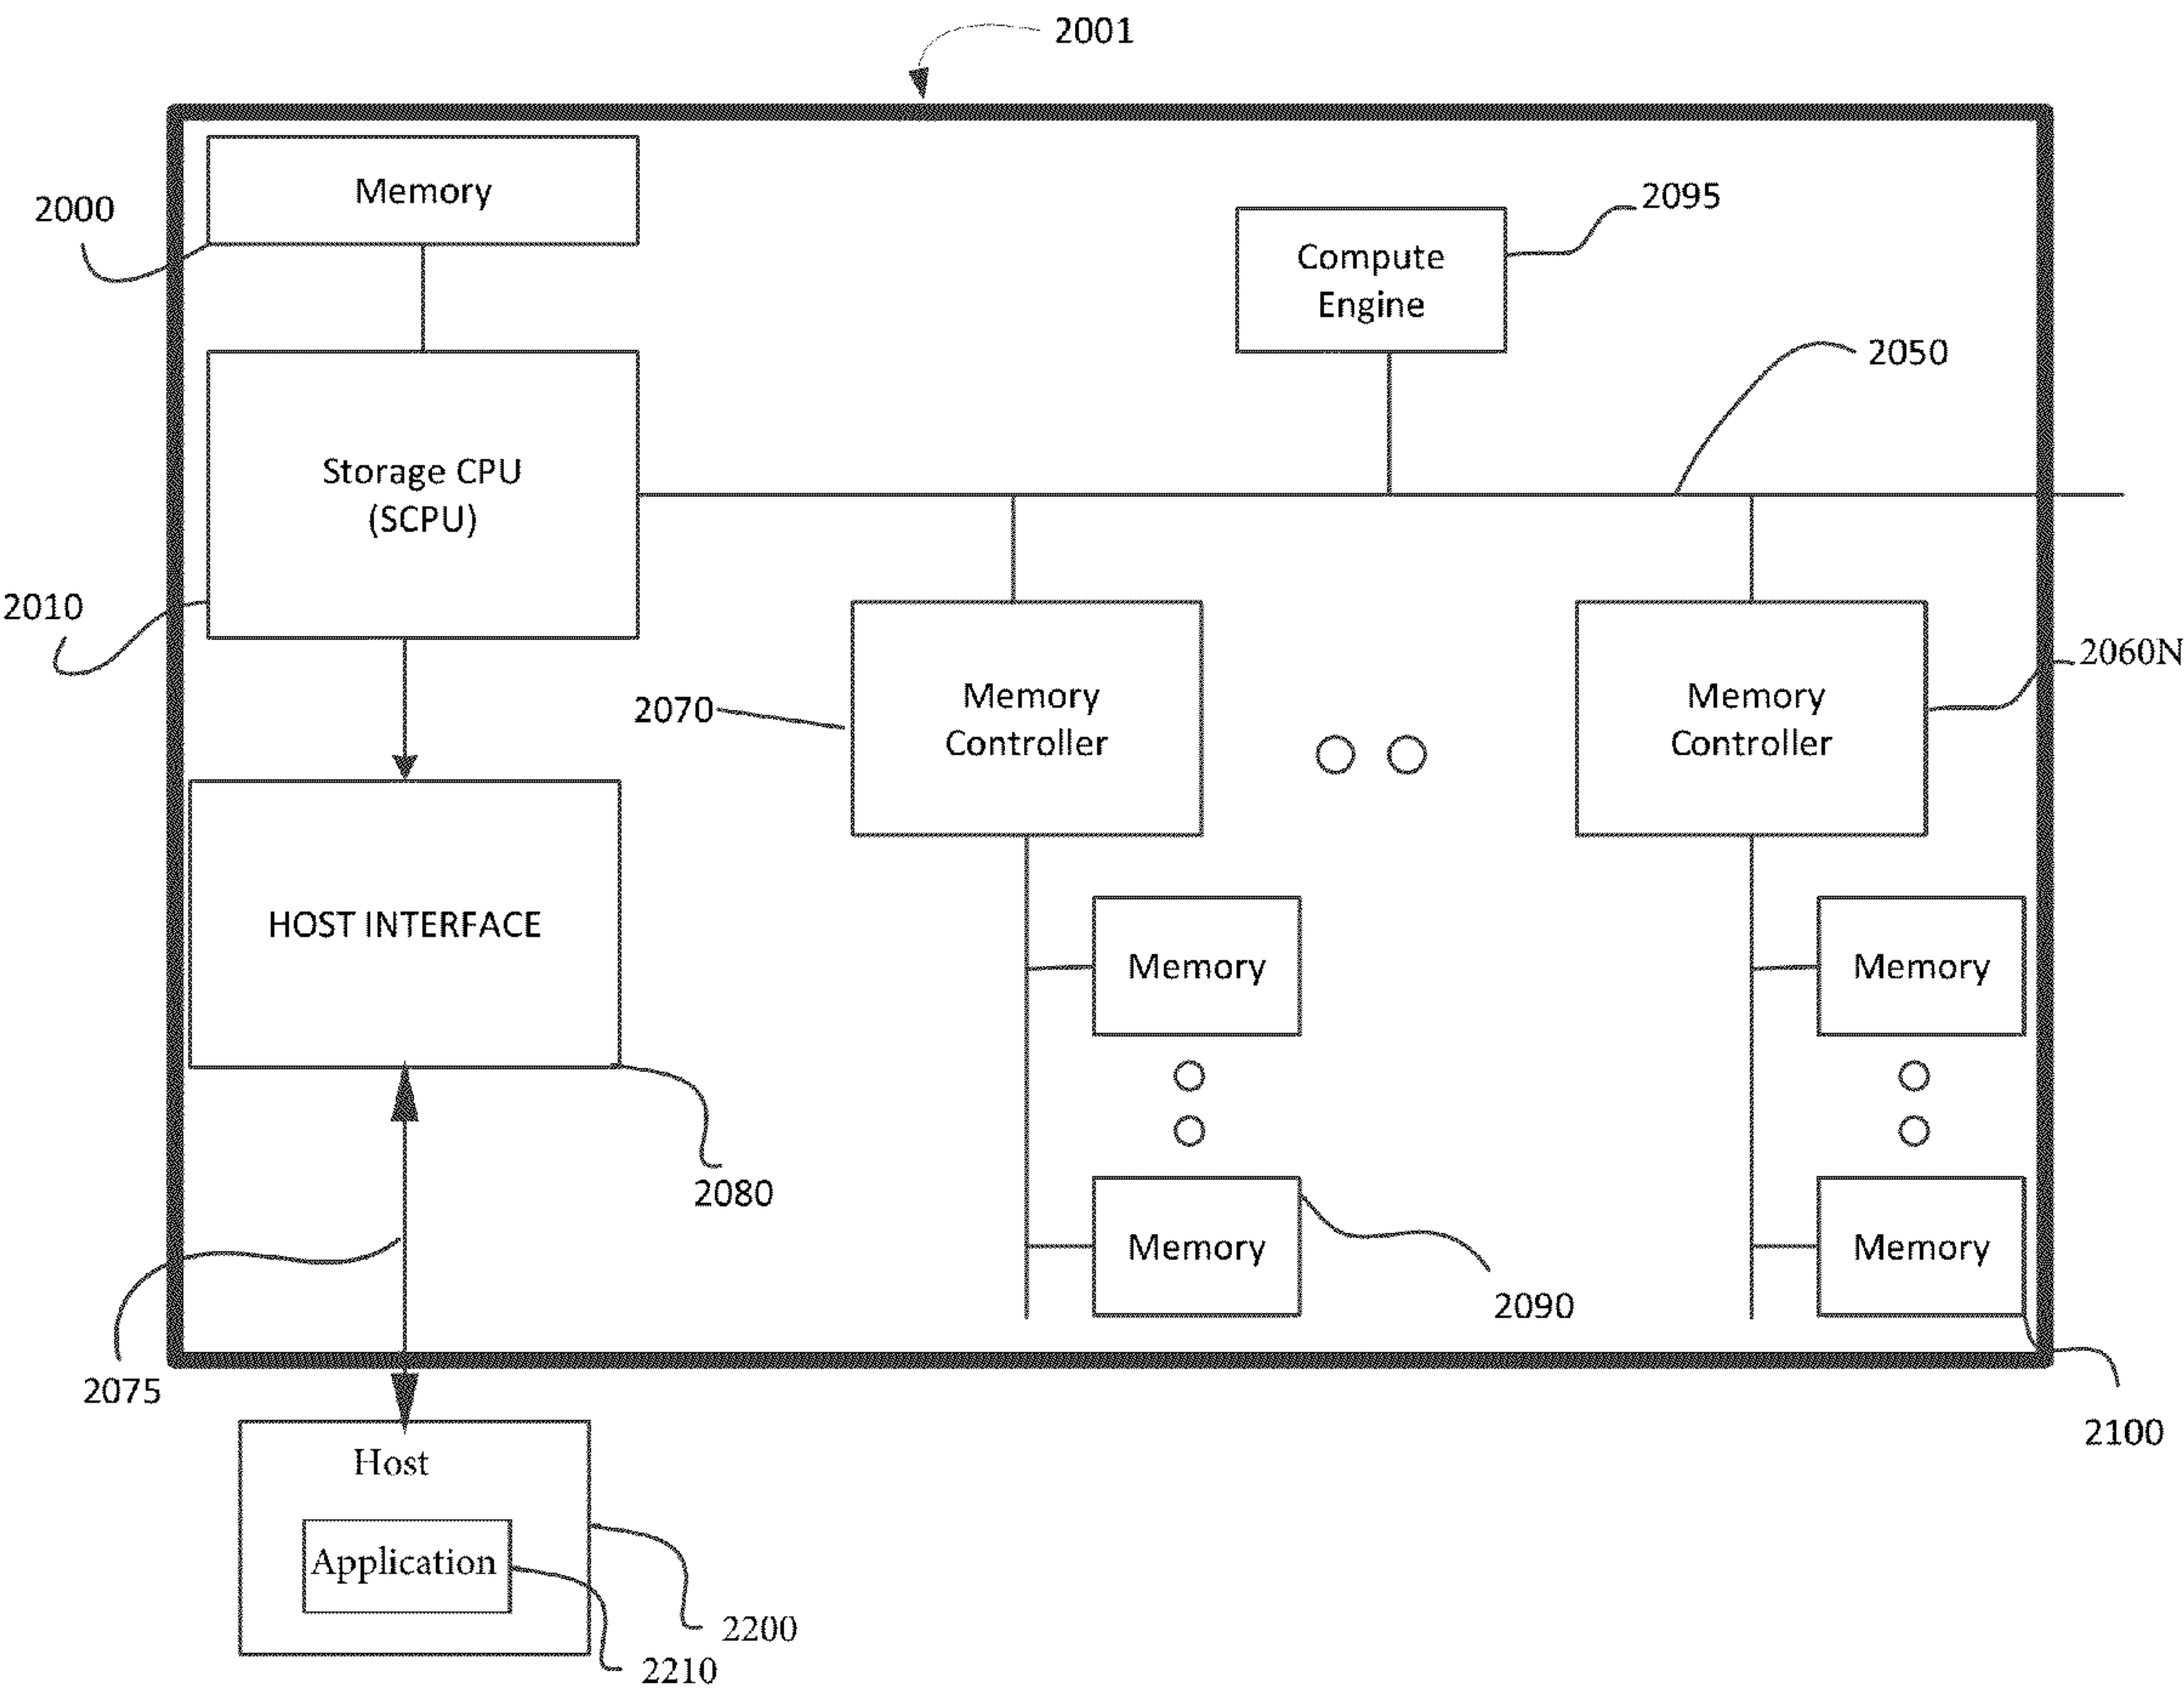 2001
Memory
2000
2095
Compute
Engine
2050
Storage CPU
(SCPU)
2010
2060N
2070
Memory
Controller
Memory
Controller
HOST INTERFACE
Memory
Memory
2080
Memory
Memory
2090
2075
2100
Host
Application
2200
2210